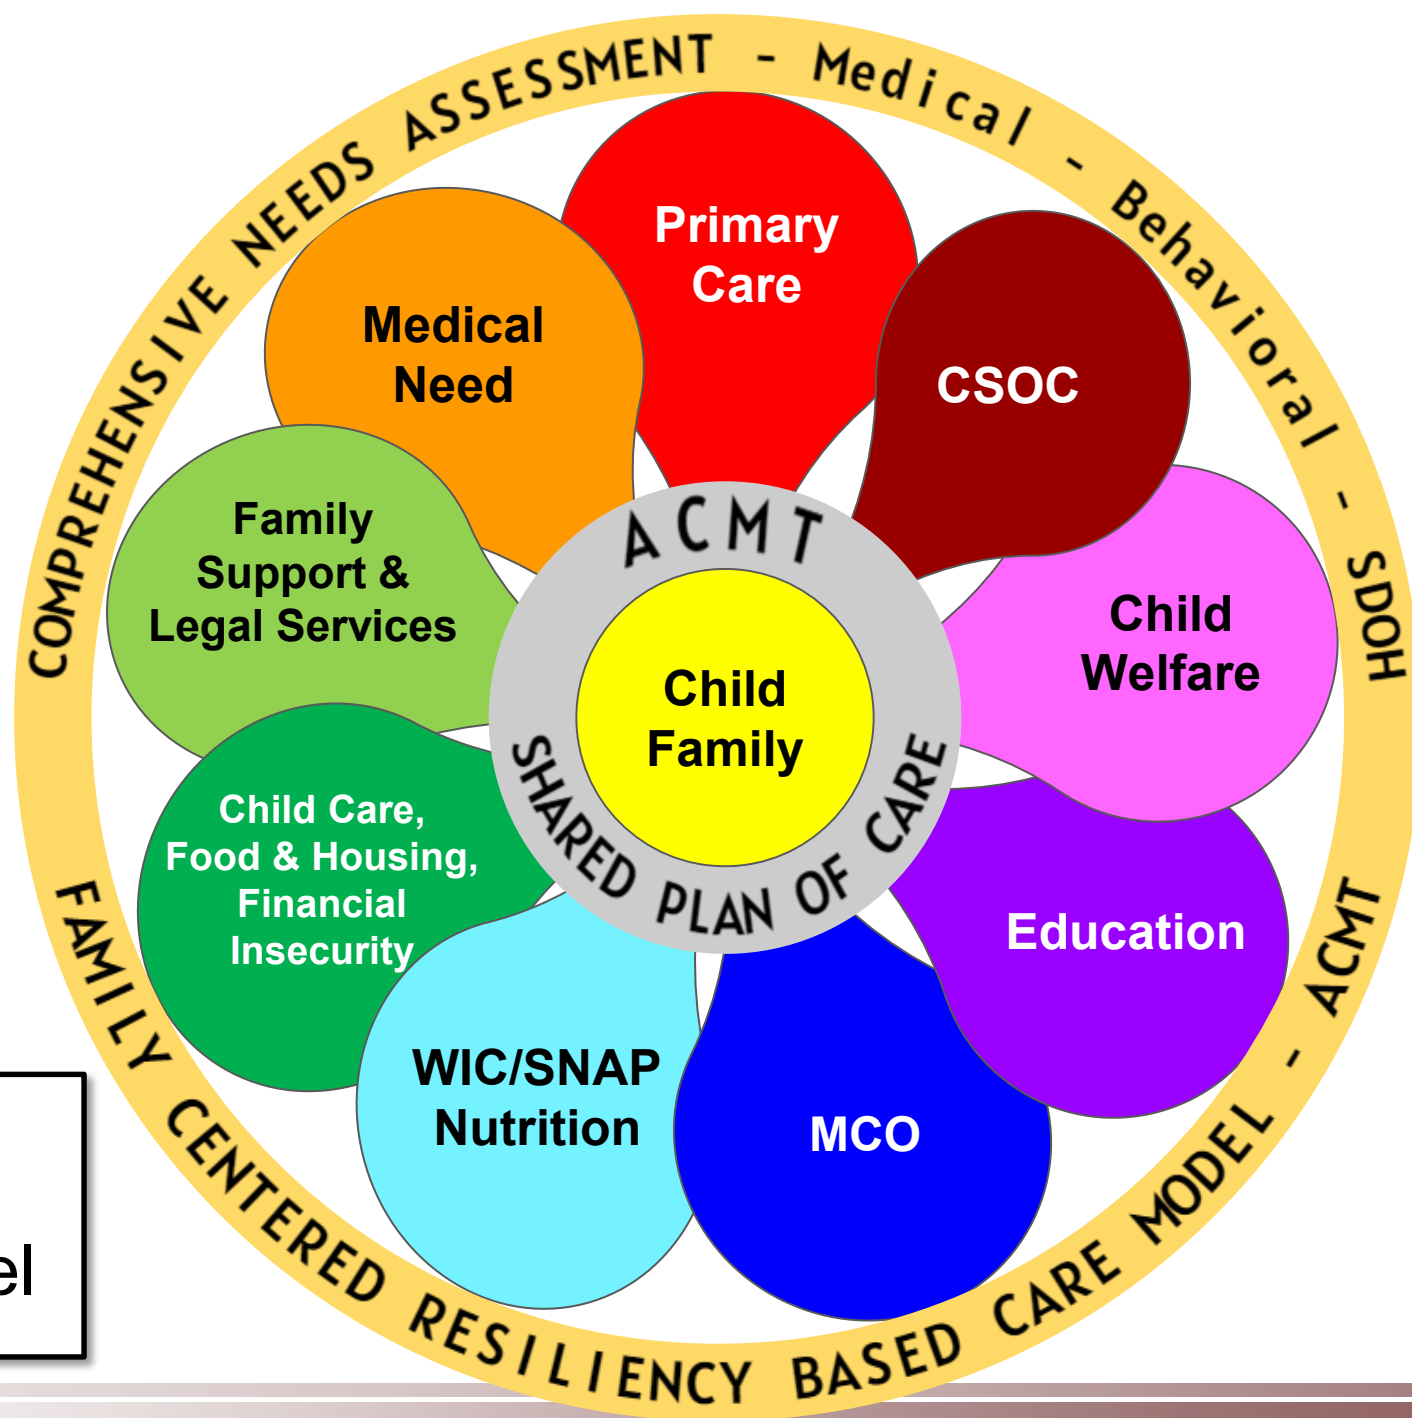 COMPREHENSIVE NEEDS ASSESSMENT - Medical - Behavioral - SDOH
Primary
Care
Medical
Need
CSOC
Family
Support &
Legal Services
ACMT
Child
Welfare
Child
Family
SHARED PLAN OF CARE
Child Care,
Food & Housing,
Financial
Insecurity
Education
WIC/SNAP
Nutrition
MCO
FAMILY CENTERED RESILIENCY BASED CARE MODEL - ACMT